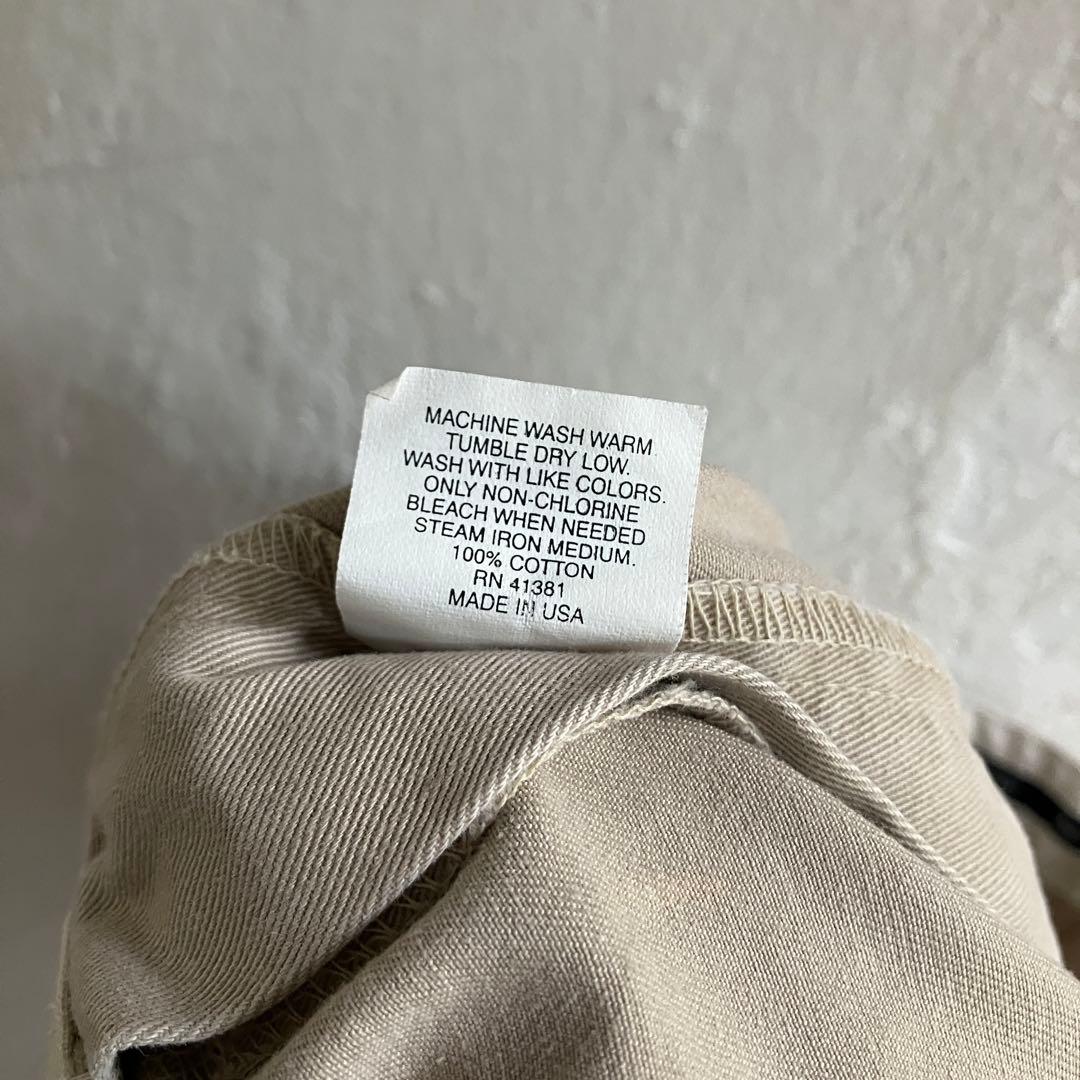 MACHINE WASH WARM
TUMBLE DRY LOW.
WASH WITH LIKE COLORS.
ONLY NON-CHLORINE
BLEACH WHEN NEEDED
STEAM IRON MEDIUM.
100% COTTON
RN 41381
MADE IN USA